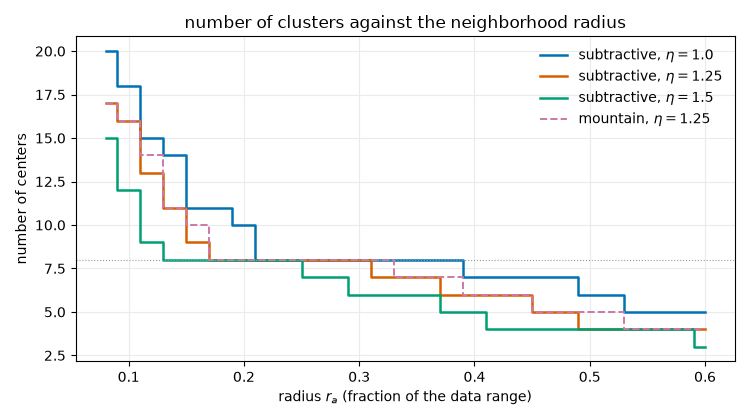 number of clusters against the neighborhood radius
number of centers
20.0
17.5
15.0
12.5
10.0
7.5
5.0
2.5
subtractive, η = 1.0
subtractive, η = 1.25
subtractive, η = 1.5
mountain, η = 1.25
0.1
0.2
0.3
0.4
0.5
0.6
radius rₐ (fraction of the data range)